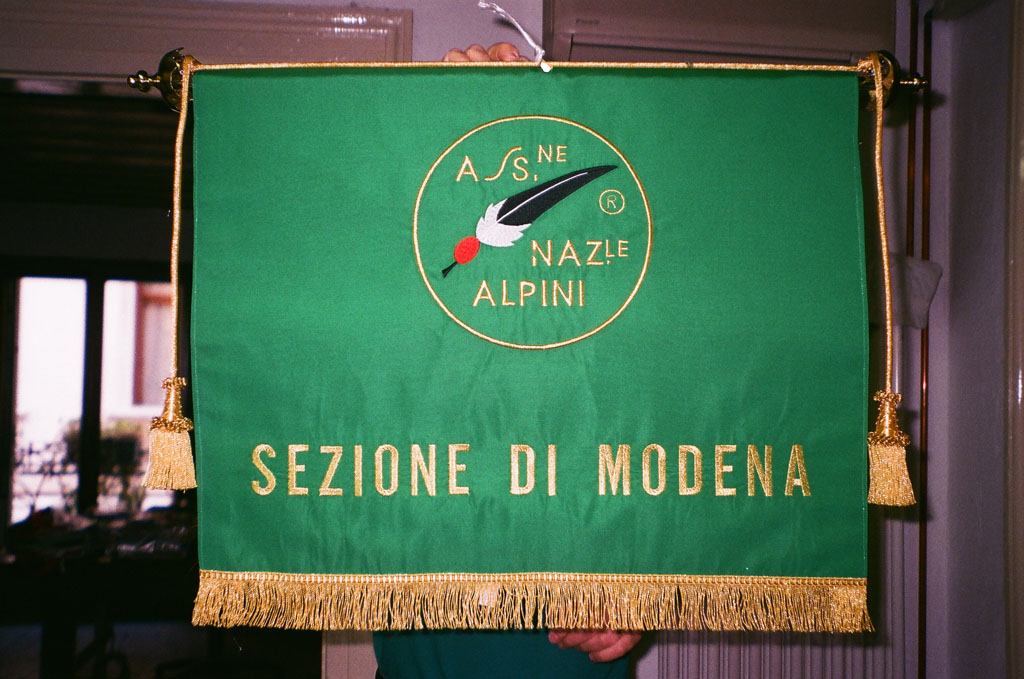 ASS.NE
®
NAZ.LE
ALPINI
SEZIONE DI MODENA